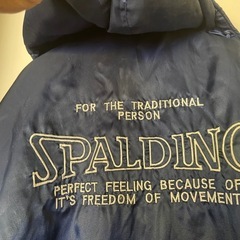 FOR THE TRADITIONAL
PERSON
SPALDING
PERFECT FEELING BECAUSE OF
IT'S FREEDOM OF MOVEMENT